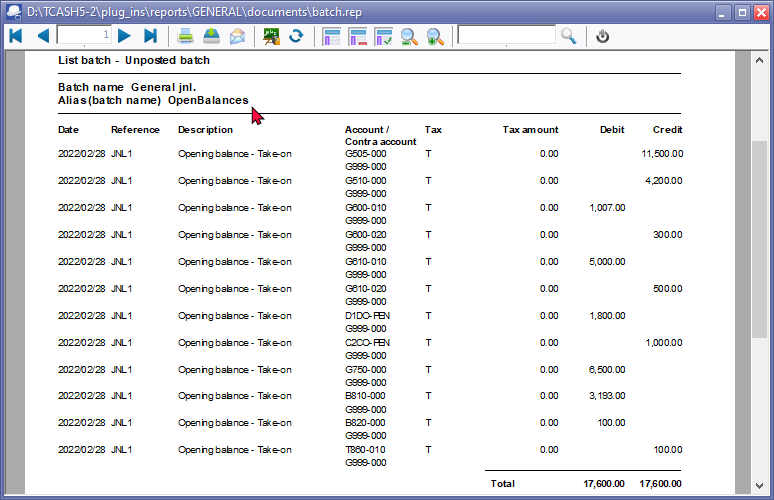 D:\TCASH5-2\plug_ins\reports\GENERAL\documents\batch.rep
1
List batch - Unposted batch
Batch name General jnl.
Alias(batch name) OpenBalances
Date Reference Description Account / Tax Tax amount Debit Credit
Contra account
2022/02/28 JNL1 Opening balance - Take-on G505-000 T 0.00 11,500.00
G999-000
2022/02/28 JNL1 Opening balance - Take-on G510-000 T 0.00 4,200.00
G999-000
2022/02/28 JNL1 Opening balance - Take-on G600-010 T 0.00 1,007.00
G999-000
2022/02/28 JNL1 Opening balance - Take-on G600-020 T 0.00 300.00
G999-000
2022/02/28 JNL1 Opening balance - Take-on G610-010 T 0.00 5,000.00
G999-000
2022/02/28 JNL1 Opening balance - Take-on G610-020 T 0.00 500.00
G999-000
2022/02/28 JNL1 Opening balance - Take-on D1DO-PEN T 0.00 1,800.00
G999-000
2022/02/28 JNL1 Opening balance - Take-on C2CO-PEN T 0.00 1,000.00
G999-000
2022/02/28 JNL1 Opening balance - Take-on G750-000 T 0.00 6,500.00
G999-000
2022/02/28 JNL1 Opening balance - Take-on B810-000 T 0.00 3,193.00
G999-000
2022/02/28 JNL1 Opening balance - Take-on B820-000 T 0.00 100.00
G999-000
2022/02/28 JNL1 Opening balance - Take-on T860-010 T 0.00 100.00
G999-000
Total 17,600.00 17,600.00